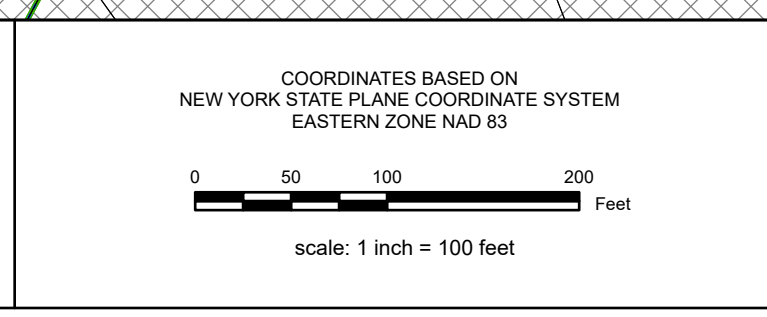 COORDINATES BASED ON
NEW YORK STATE PLANE COORDINATE SYSTEM
EASTERN ZONE NAD 83
0 50 100 200
Feet
scale: 1 inch = 100 feet